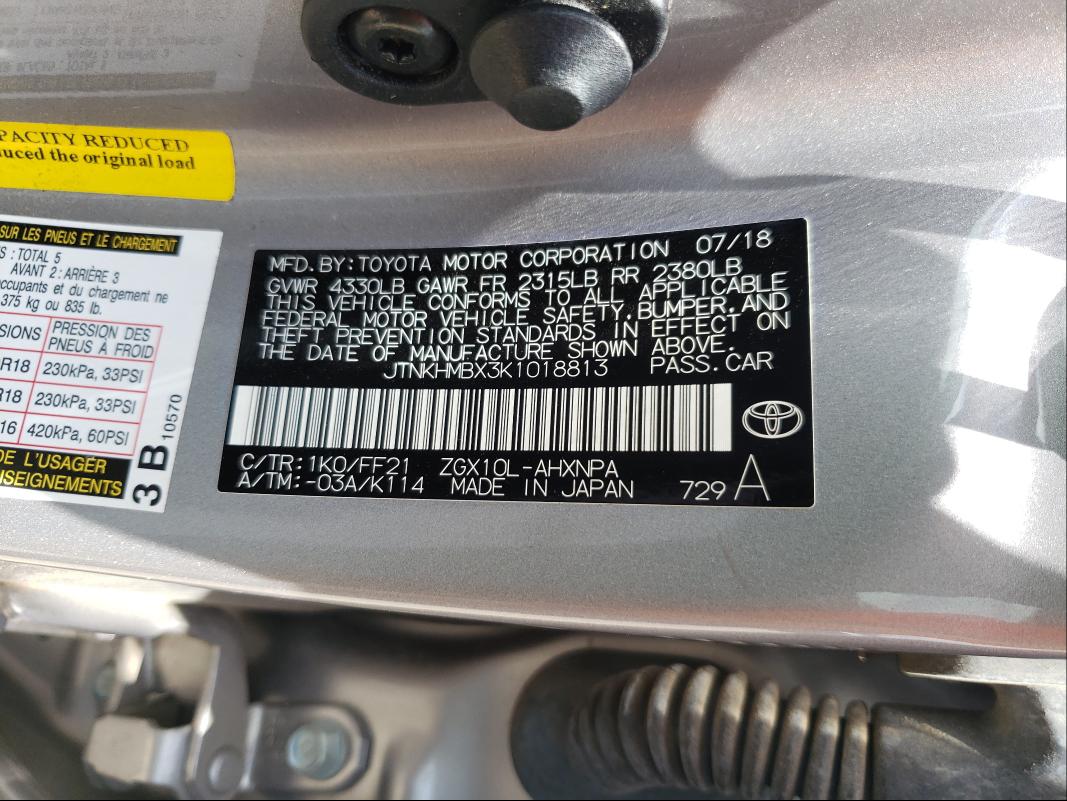 PACITY REDUCED
uced the original load
SUR LES PNEUS ET LE CHARGEMENT
S : TOTAL 5
AVANT 2 : ARRIÈRE 3
occupants et du chargement ne
375 kg ou 835 lb.
SIONS PRESSION DES
PNEUS À FROID
R18 230kPa, 33PSI
R18 230kPa, 33PSI
16 420kPa, 60PSI
DE L'USAGER
NSEIGNEMENTS
3 B 10570
MFD.BY:TOYOTA MOTOR CORPORATION 07/18
GVWR 4330LB GAWR FR 2315LB RR 2380LB
THIS VEHICLE CONFORMS TO ALL APPLICABLE
FEDERAL MOTOR VEHICLE SAFETY,BUMPER,AND
THEFT PREVENTION STANDARDS IN EFFECT ON
THE DATE OF MANUFACTURE SHOWN ABOVE.
JTNKHMBX3K1018813 PASS.CAR
C/TR:1K0/FF21 ZGX10L-AHXNPA
A/TM:-03A/K114 MADE IN JAPAN 729 A